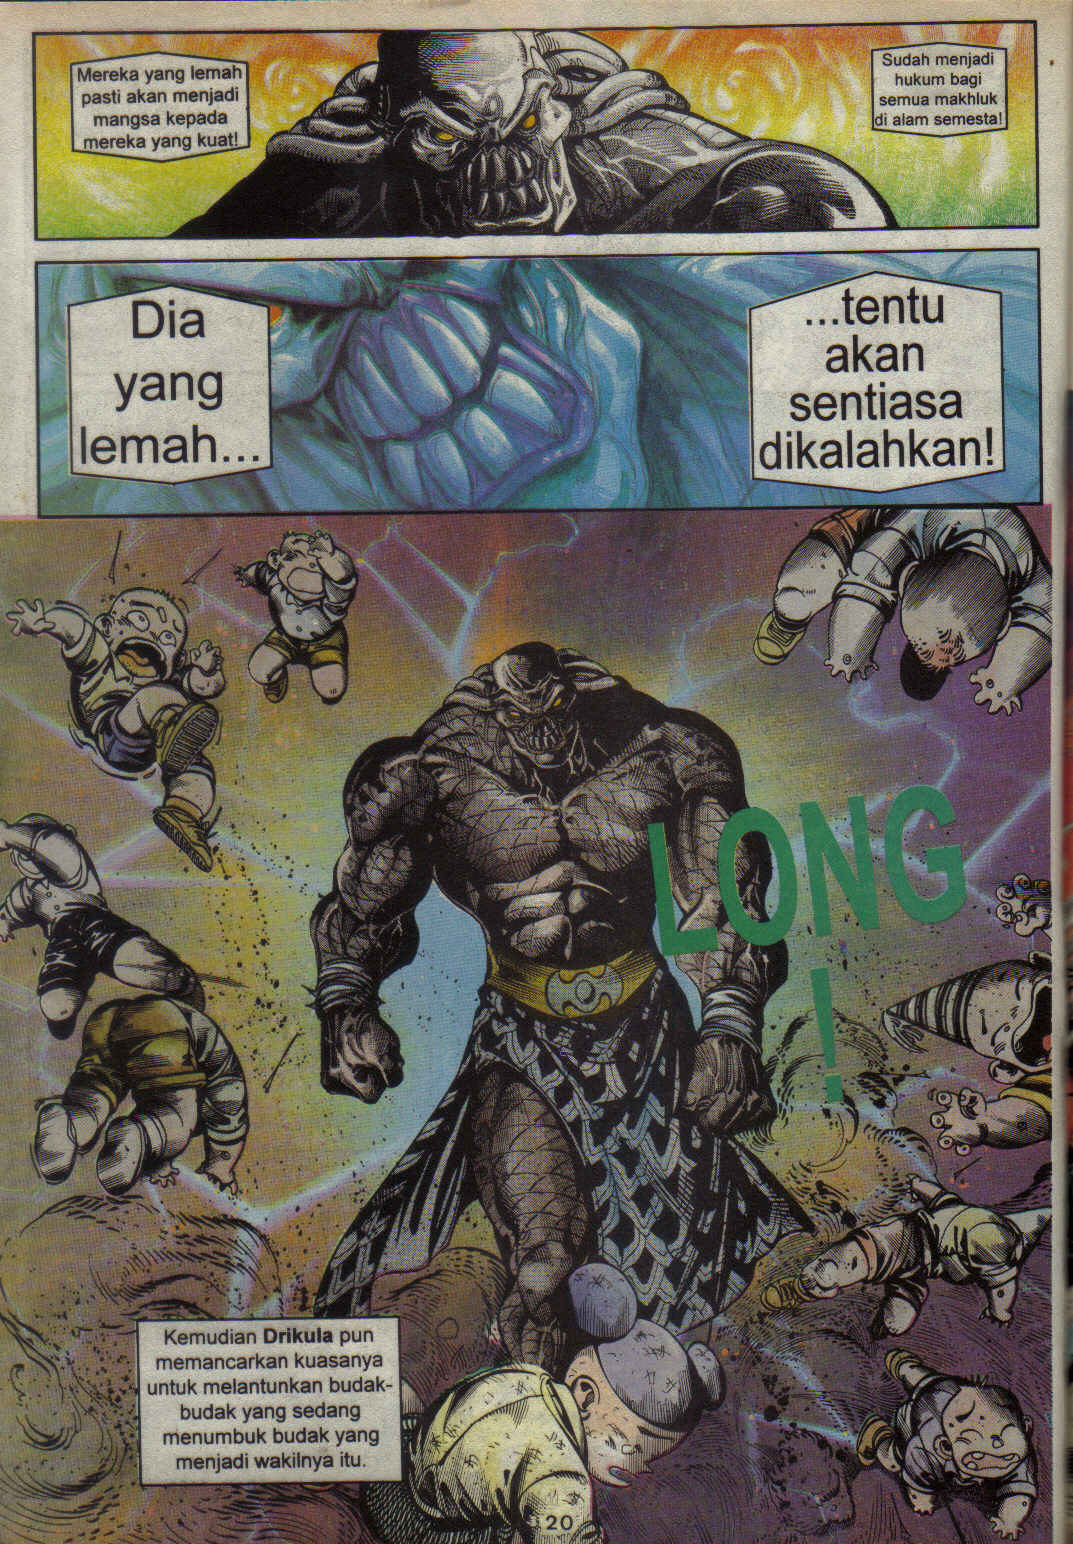 Mereka yang lemah
pasti akan menjadi
mangsa kepada
mereka yang kuat!
Sudah menjadi
hukum bagi
semua makhluk
di alam semesta!
Dia
yang
lemah...
...tentu
akan
sentiasa
dikalahkan!
LONG
!
Kemudian Drikula pun
memancarkan kuasanya
untuk melantunkan budak-
budak yang sedang
menumbuk budak yang
menjadi wakilnya itu.
20